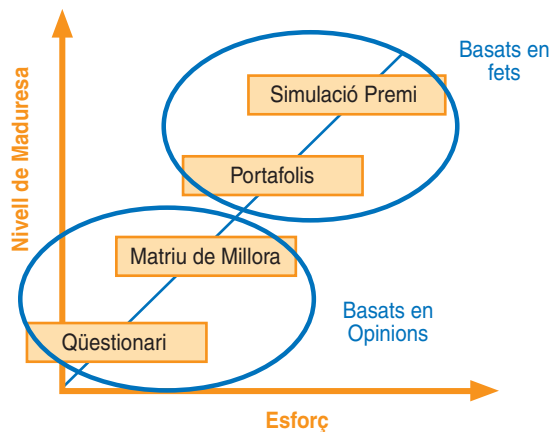 Basats en
fets
Simulació Premi
Portafolis
Nivell de Maduresa
Matriu de Millora
Basats en
Opinions
Qüestionari
Esforç